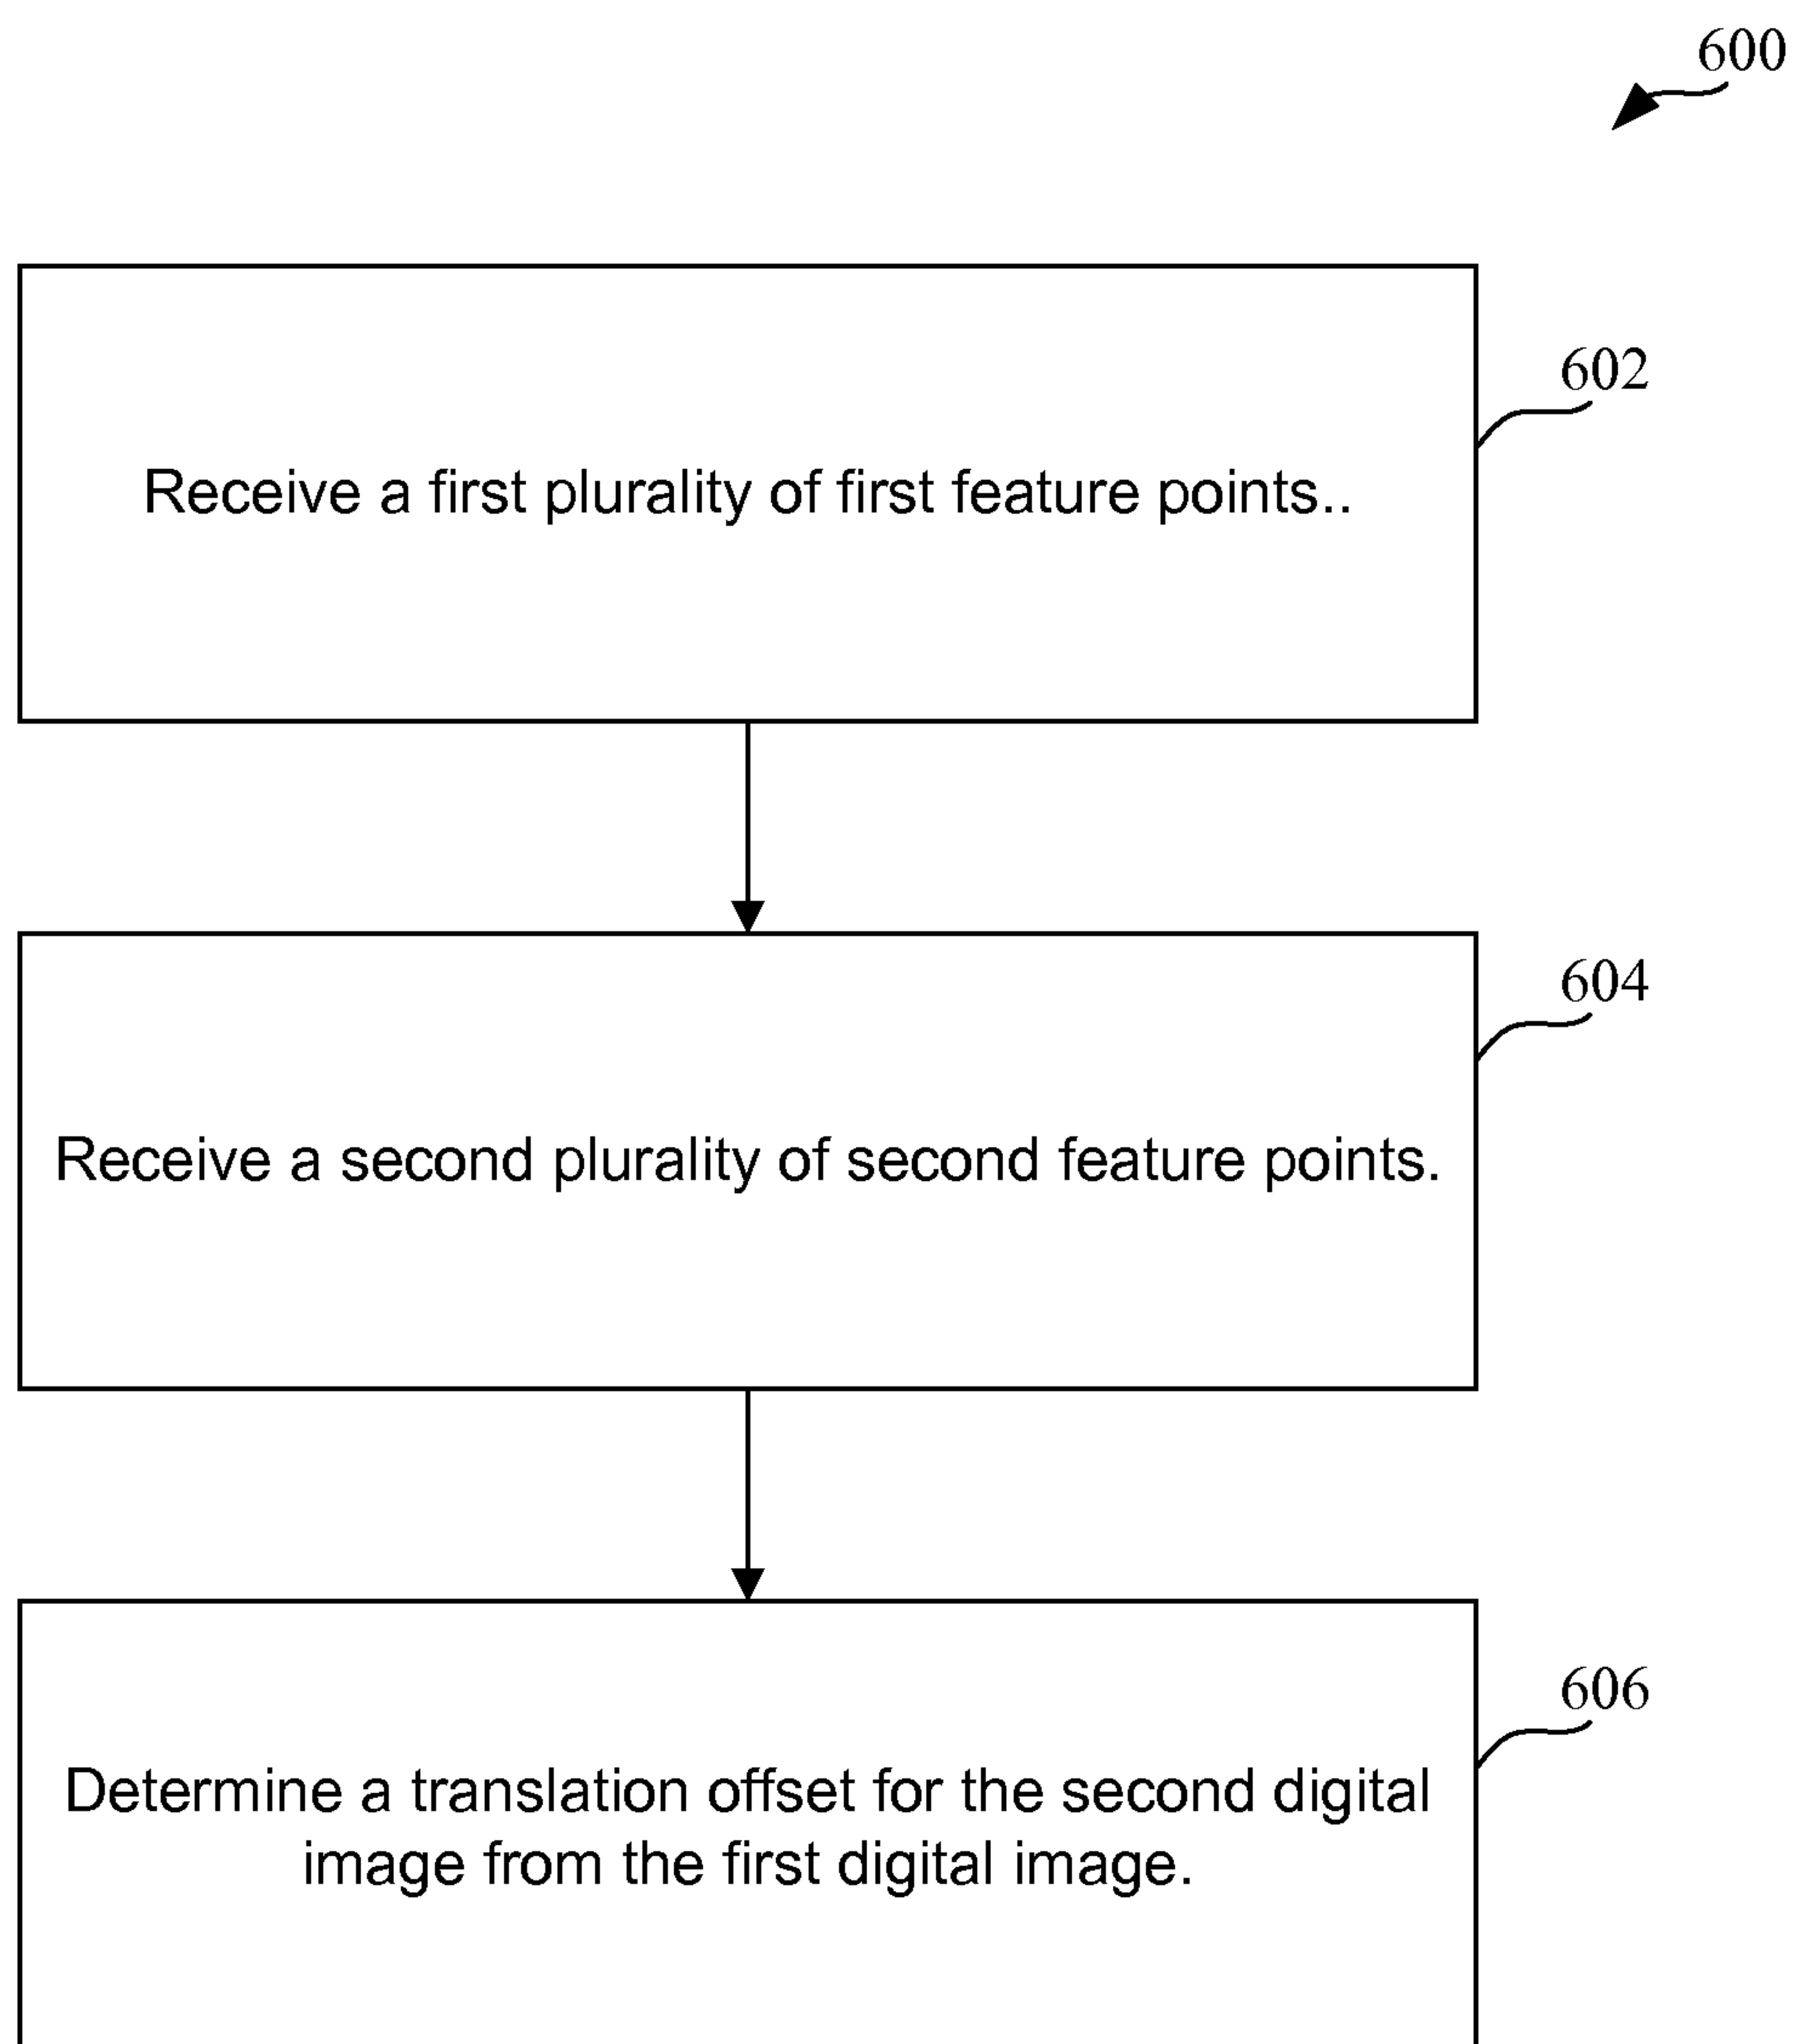 600
602
Receive a first plurality of first feature points..
604
Receive a second plurality of second feature points.
606
Determine a translation offset for the second digital
image from the first digital image.